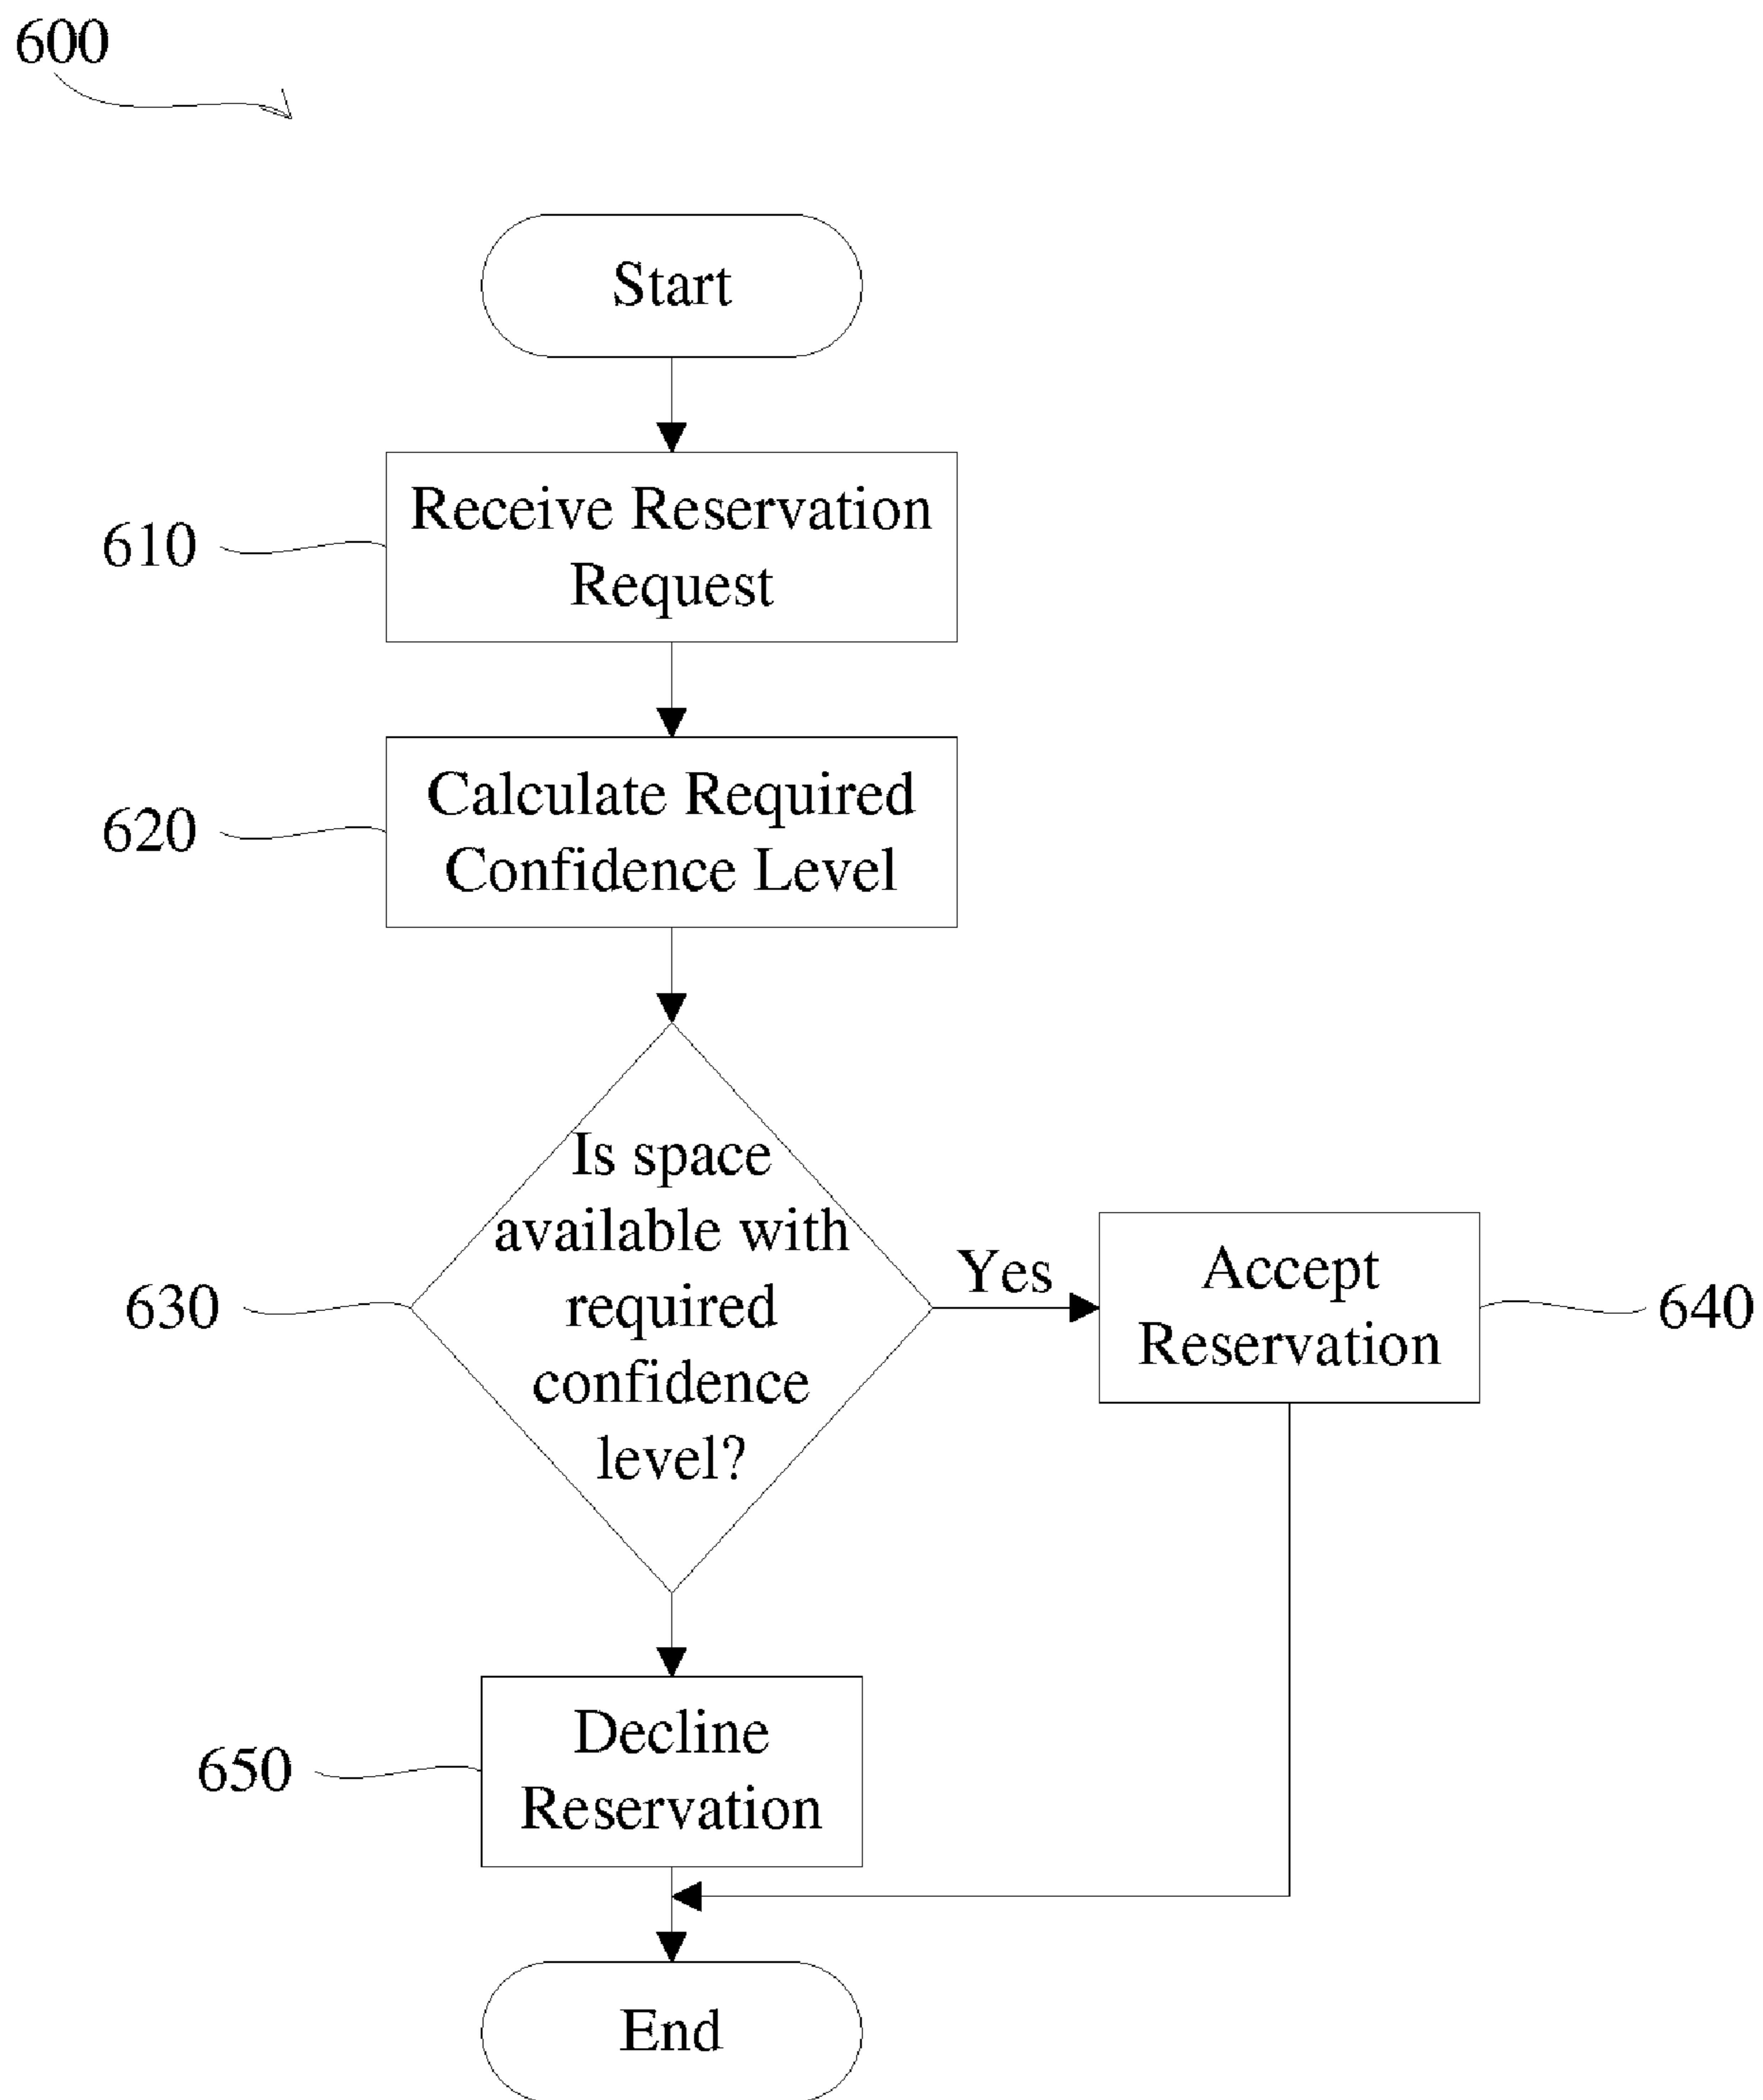 600
Start
610
Receive Reservation
Request
620
Calculate Required
Confidence Level
630
Is space
available with
required
confidence
level?
Yes
Accept
Reservation
640
650
Decline
Reservation
End